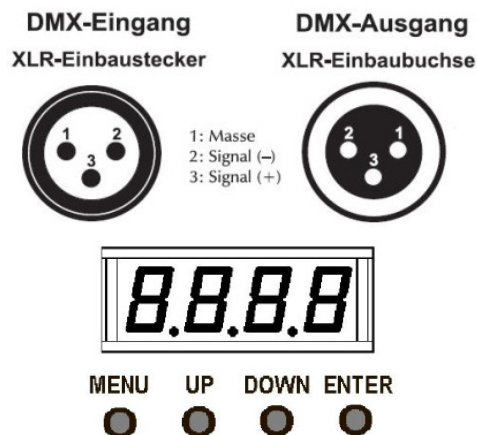 DMX-Eingang
XLR-Einbaustecker
DMX-Ausgang
XLR-Einbaubuchse
1 2
3
1: Masse
2: Signal (–)
3: Signal (+)
2 1
3
8.8.8.8
MENU UP DOWN ENTER